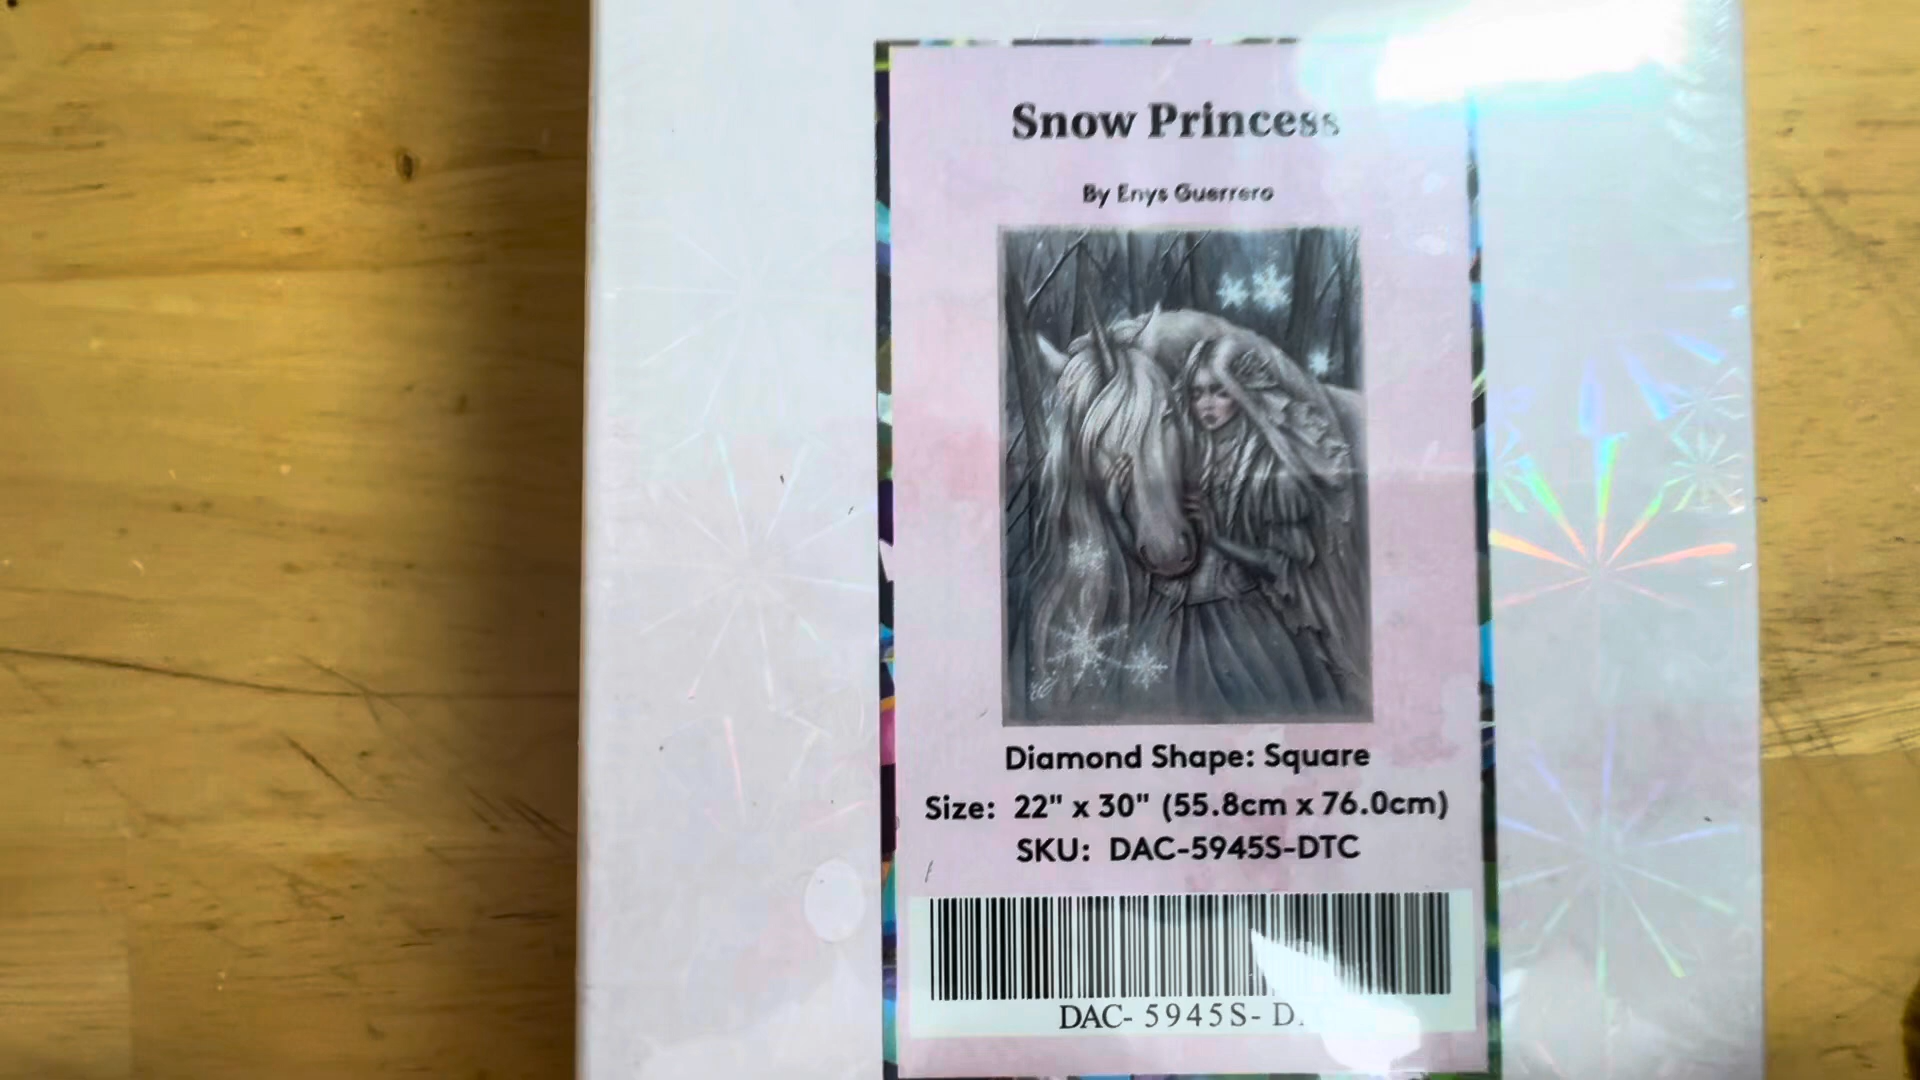 Snow Princess
By Enys Guerrero
Diamond Shape: Square
Size: 22" x 30" (55.8cm x 76.0cm)
SKU: DAC-5945S-DTC
DAC- 5945S- D